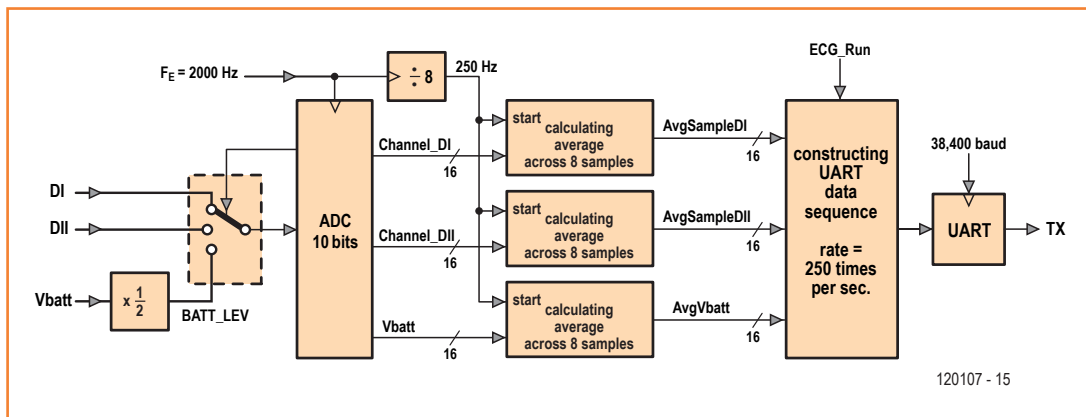 F_E = 2000 Hz
÷ 8
250 Hz
ECG_Run
DI
DII
Vbatt
x 1/2
BATT_LEV
ADC
10 bits
Channel_DI
16
Channel_DII
16
Vbatt
16
start
calculating
average
across 8 samples
start
calculating
average
across 8 samples
start
calculating
average
across 8 samples
AvgSampleDI
16
AvgSampleDII
16
AvgVbatt
16
constructing
UART
data
sequence
rate =
250 times
per sec.
38,400 baud
UART
TX
120107 - 15